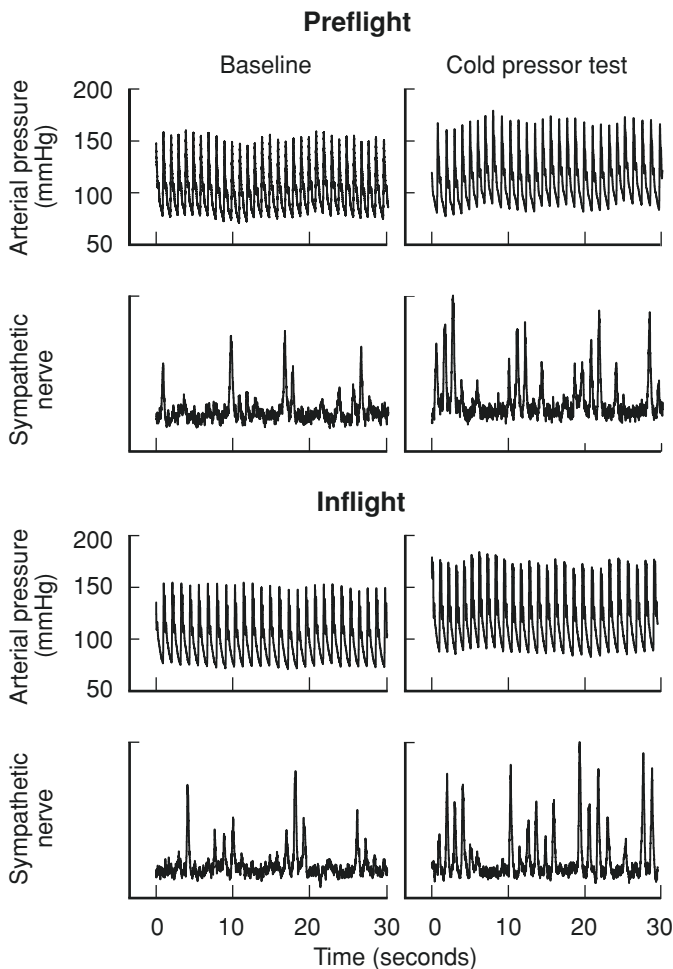 Preflight
Baseline
Cold pressor test
Arterial pressure
(mmHg)
200
150
100
50
Sympathetic
nerve
Inflight
Arterial pressure
(mmHg)
200
150
100
50
Sympathetic
nerve
0 10 20 30 0 10 20 30
Time (seconds)